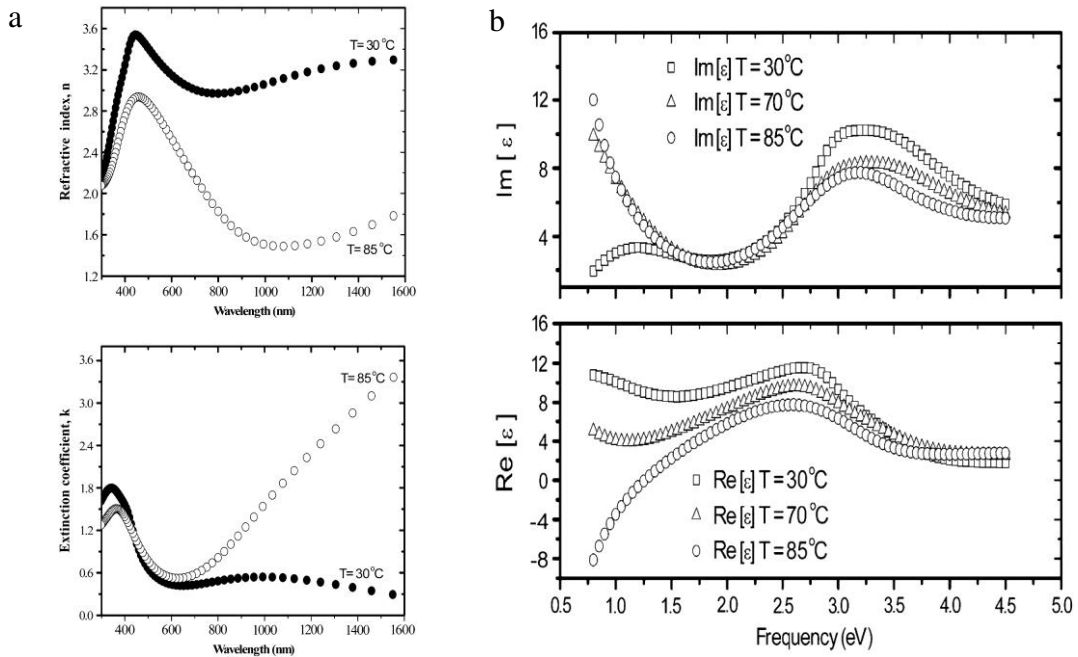 a
3.6
3.2
2.8
2.4
2.0
1.6
1.2
Refractive index, n
T= 30°C
T= 85°C
400 600 800 1000 1200 1400 1600
Wavelength (nm)
3.6
3.0
2.4
1.8
1.2
0.6
0.0
Extinction coefficient, k
T= 85°C
T= 30°C
400 600 800 1000 1200 1400 1600
Wavelength (nm)
b
16
12
8
4
Im [ ε ]
Im[ε] T = 30°C
Im[ε] T = 70°C
Im[ε] T = 85°C
16
12
8
4
0
-4
-8
Re [ ε ]
Re[ε] T = 30°C
Re[ε] T = 70°C
Re[ε] T = 85°C
0.5 1.0 1.5 2.0 2.5 3.0 3.5 4.0 4.5 5.0
Frequency (eV)